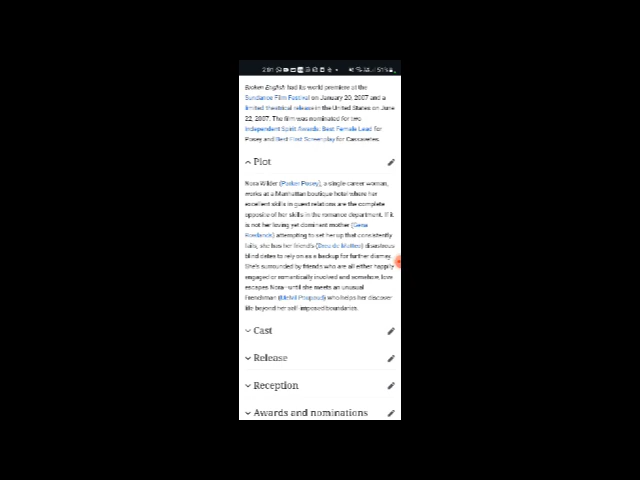 Broken English had its world premiere at the
Sundance Film Festival on January 20, 2007 and a
limited theatrical release in the United States on June
22, 2007. The film was nominated for two
Independent Spirit Awards: Best Female Lead for
Posey and Best First Screenplay for Cassavetes.
Plot
Nora Wilder (Parker Posey), a single career woman,
works at a Manhattan boutique hotel where her
excellent skills in guest relations are the complete
opposite of her skills in the romance department. If it
is not her loving yet dominant mother (Gena
Rowlands) attempting to set her up that consistently
fails, she has her friend's (Drea de Matteo) disastrous
blind dates to rely on as a backup for further dismay.
She's surrounded by friends who are all either happily
engaged or romantically involved and somehow, love
escapes Nora–until she meets an unusual
Frenchman (Melvil Poupaud) who helps her discover
life beyond her self-imposed boundaries.
Cast
Release
Reception
Awards and nominations